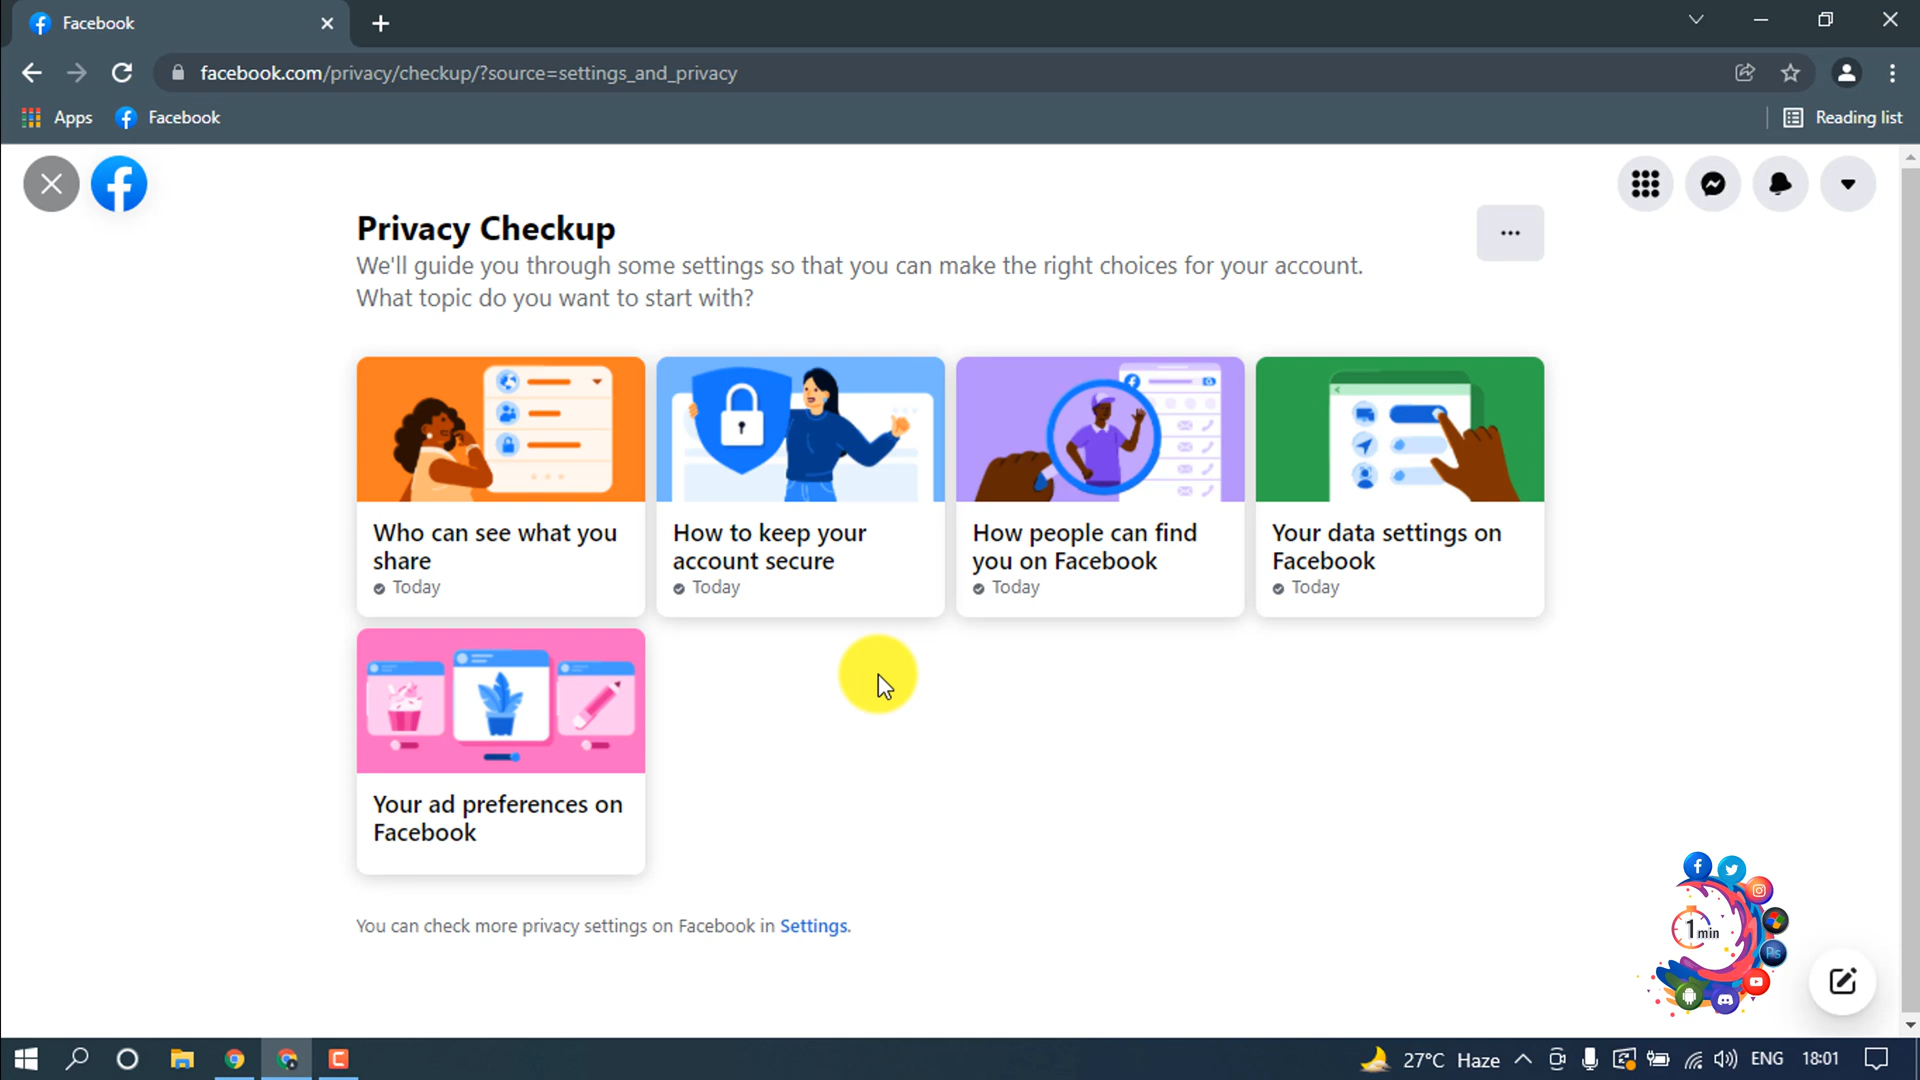 Facebook
facebook.com/privacy/checkup/?source=settings_and_privacy
Apps
Facebook
Reading list
Privacy Checkup
...
We'll guide you through some settings so that you can make the right choices for your account.
What topic do you want to start with?
Who can see what you
share
Today
How to keep your
account secure
Today
How people can find
you on Facebook
Today
Your data settings on
Facebook
Today
Your ad preferences on
Facebook
You can check more privacy settings on Facebook in Settings.
1 min
Ps
27°C Haze
ENG
18:01